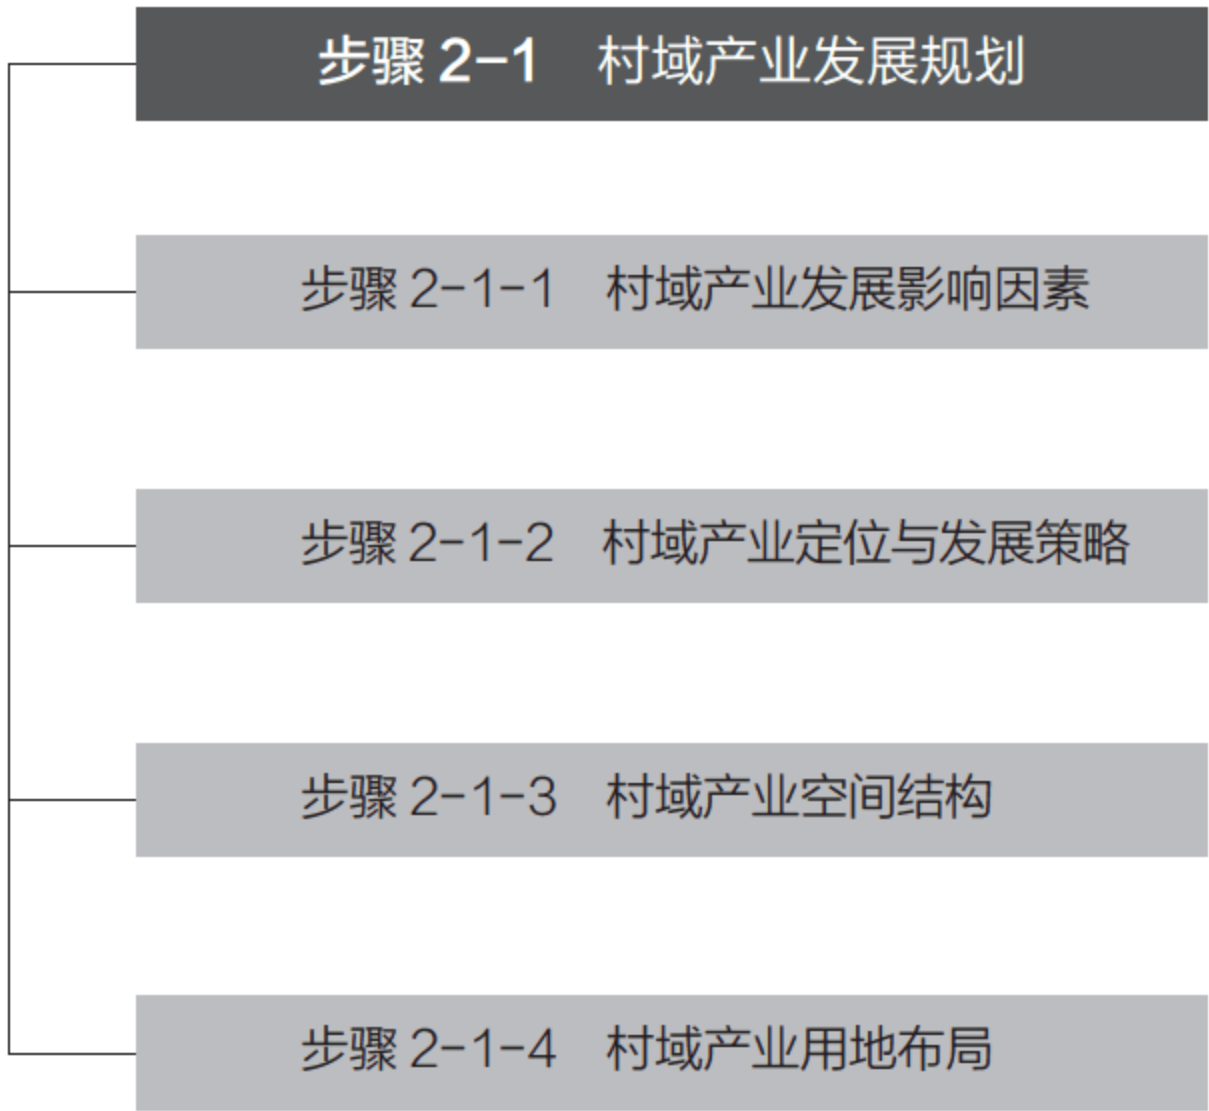 步骤 2-1 村域产业发展规划
步骤 2-1-1 村域产业发展影响因素
步骤 2-1-2 村域产业定位与发展策略
步骤 2-1-3 村域产业空间结构
步骤 2-1-4 村域产业用地布局